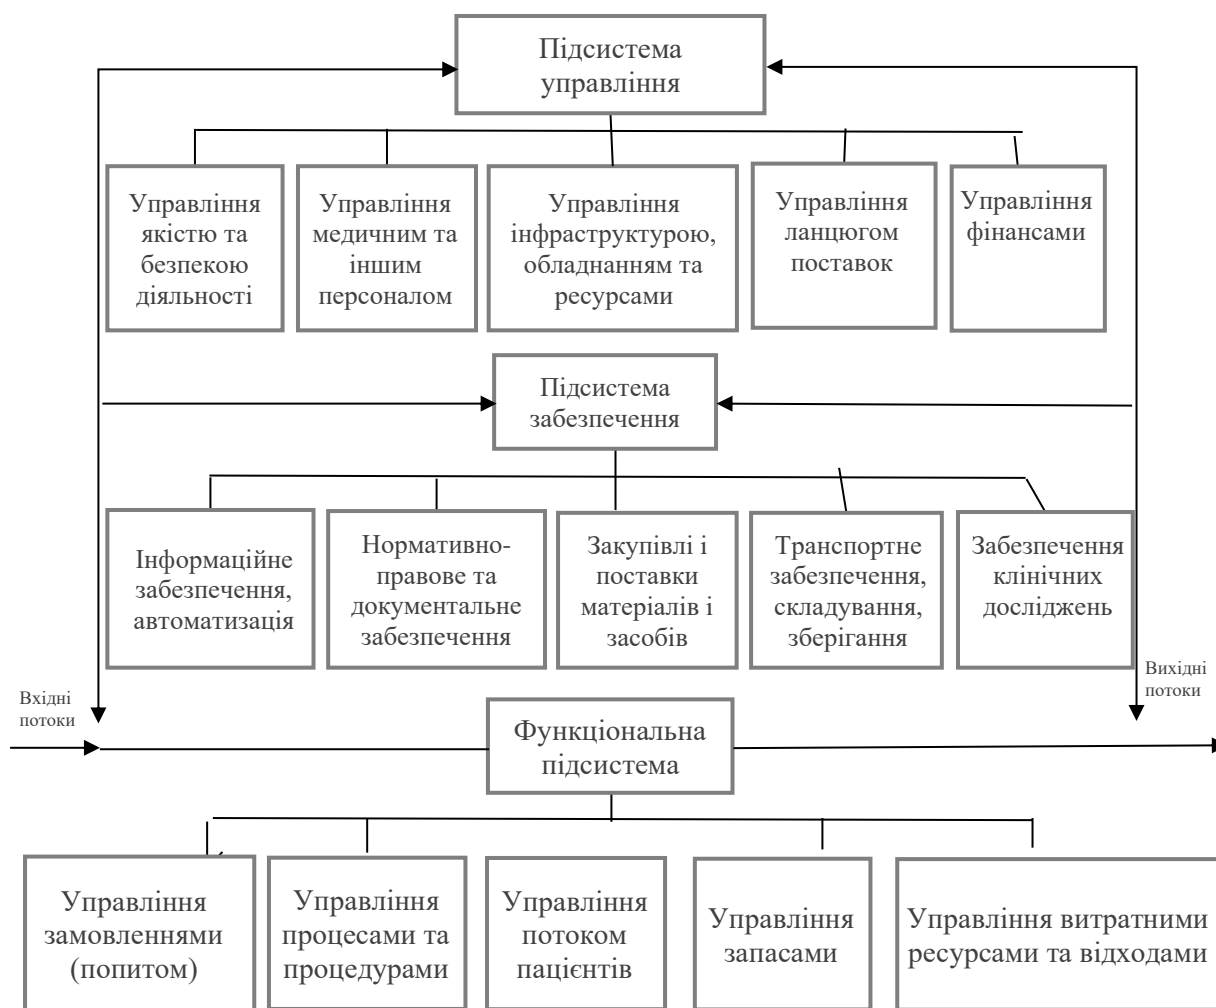 Підсистема
управління
Управління
якістю та
безпекою
діяльності
Управління
медичним та
іншим
персоналом
Управління
інфраструктурою,
обладнанням та
ресурсами
Управління
ланцюгом
поставок
Управління
фінансами
Підсистема
забезпечення
Інформаційне
забезпечення,
автоматизація
Нормативно-
правове та
документальне
забезпечення
Закупівлі і
поставки
матеріалів і
засобів
Транспортне
забезпечення,
складування,
зберігання
Забезпечення
клінічних
досліджень
Вхідні
потоки
Вихідні
потоки
Функціональна
підсистема
Управління
замовленнями
(попитом)
Управління
процесами та
процедурами
Управління
потоком
пацієнтів
Управління
запасами
Управління витратними
ресурсами та відходами